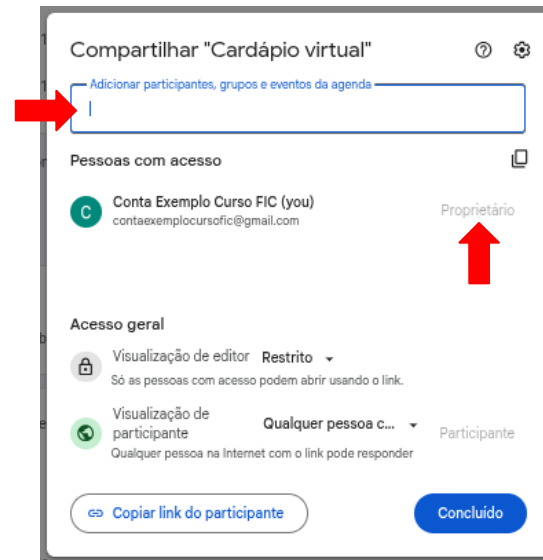 Compartilhar "Cardápio virtual"
Adicionar participantes, grupos e eventos da agenda
Pessoas com acesso
C
Conta Exemplo Curso FIC (you)
contaexemplocursofic@gmail.com
Proprietário
Acesso geral
Visualização de editor Restrito
Só as pessoas com acesso podem abrir usando o link.
Visualização de
participante
Qualquer pessoa c...
Participante
Qualquer pessoa na Internet com o link pode responder
Copiar link do participante
Concluído